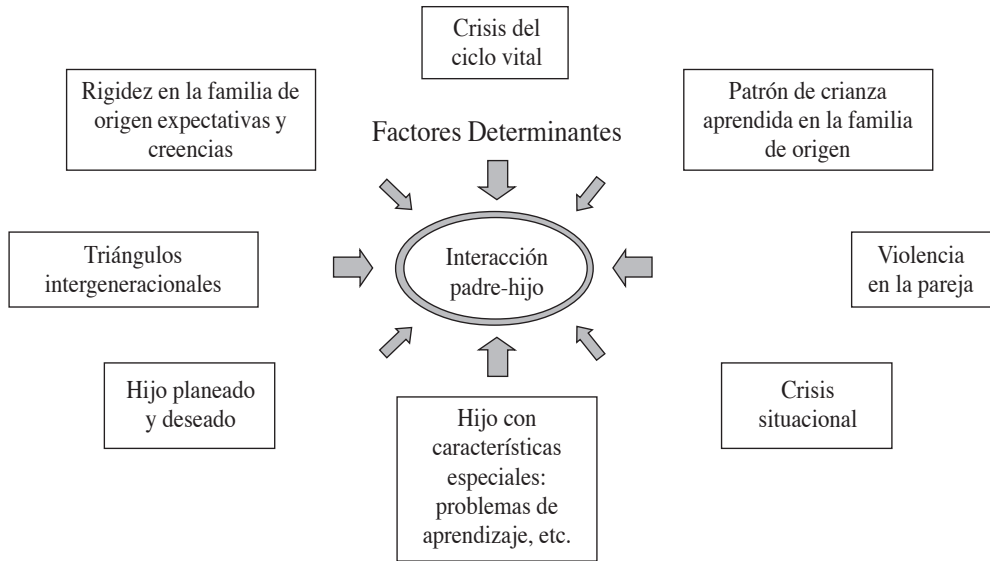 Crisis del
ciclo vital
Rigidez en la familia de
origen expectativas y
creencias
Patrón de crianza
aprendida en la familia
de origen
Factores Determinantes
Triángulos
intergeneracionales
Interacción
padre-hijo
Violencia
en la pareja
Hijo planeado
y deseado
Hijo con
características
especiales:
problemas de
aprendizaje, etc.
Crisis
situacional